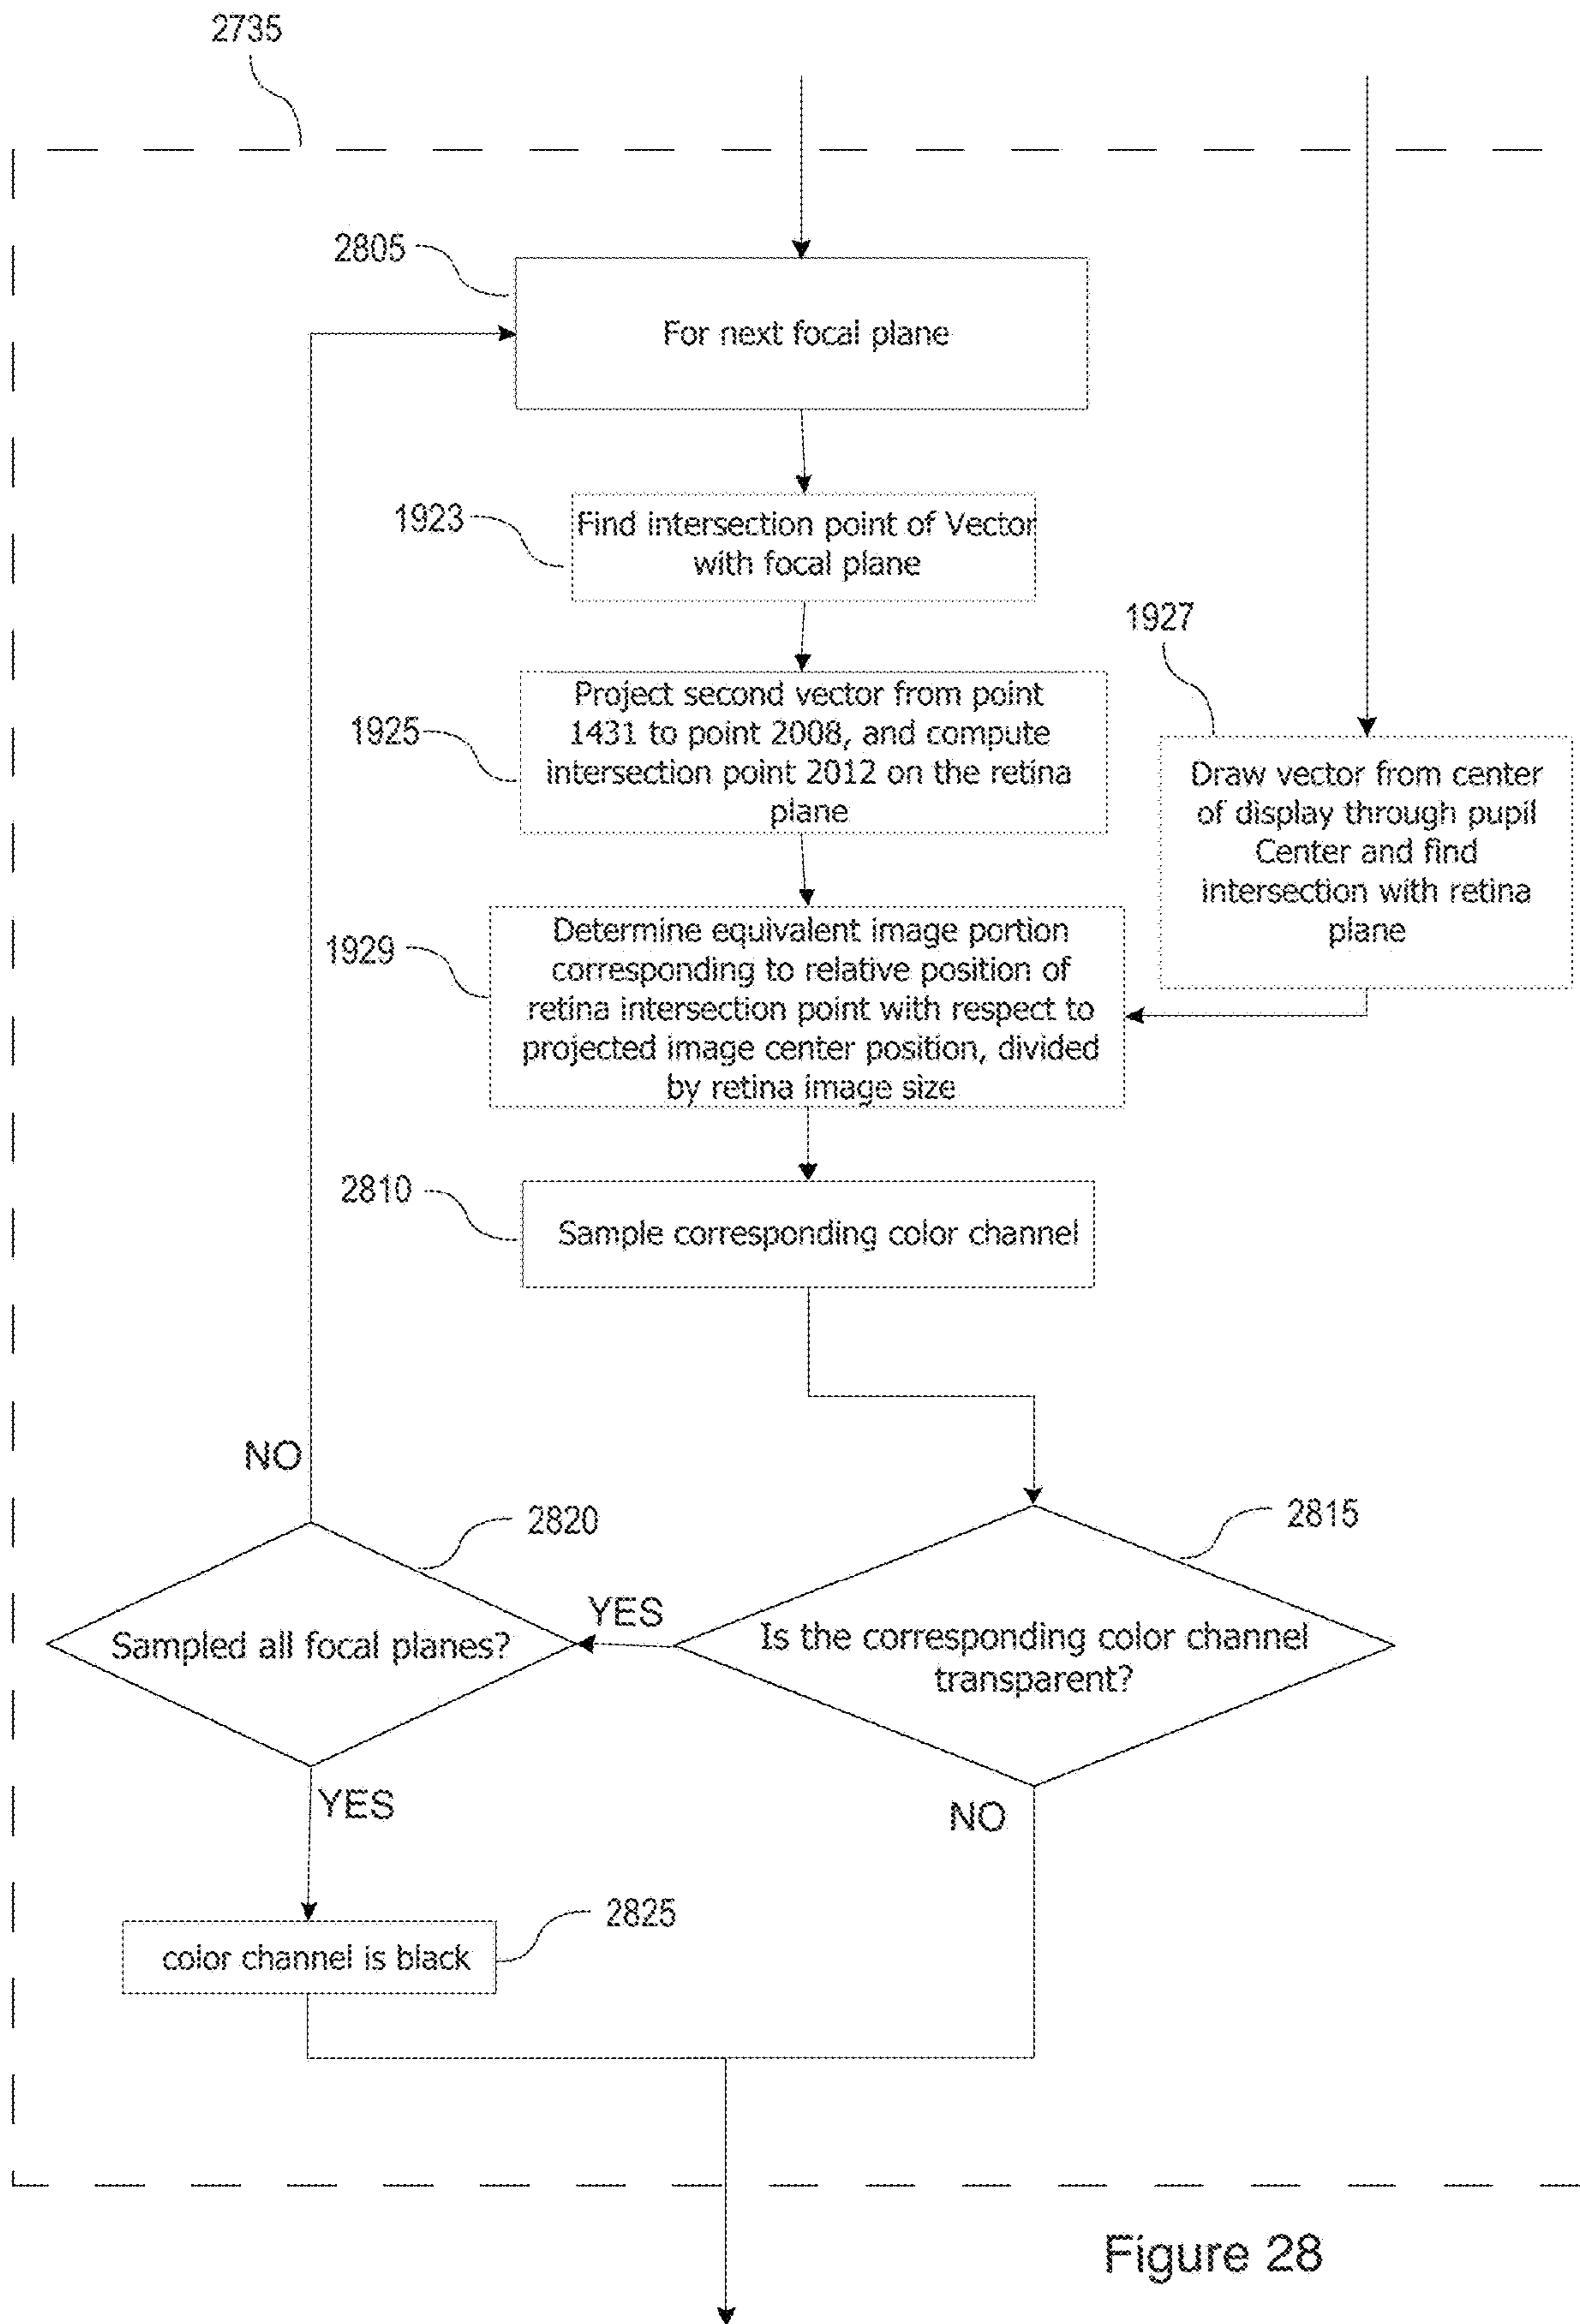 2735
2805
For next focal plane
1923
Find intersection point of Vector
with focal plane
1927
1925
Project second vector from point
1431 to point 2008, and compute
intersection point 2012 on the retina
plane
Draw vector from center
of display through pupil
Center and find
intersection with retina
plane
1929
Determine equivalent image portion
corresponding to relative position of
retina intersection point with respect to
projected image center position, divided
by retina image size
2810
Sample corresponding color channel
NO
2820
2815
YES
Sampled all focal planes?
Is the corresponding color channel
transparent?
YES
NO
2825
color channel is black
Figure 28